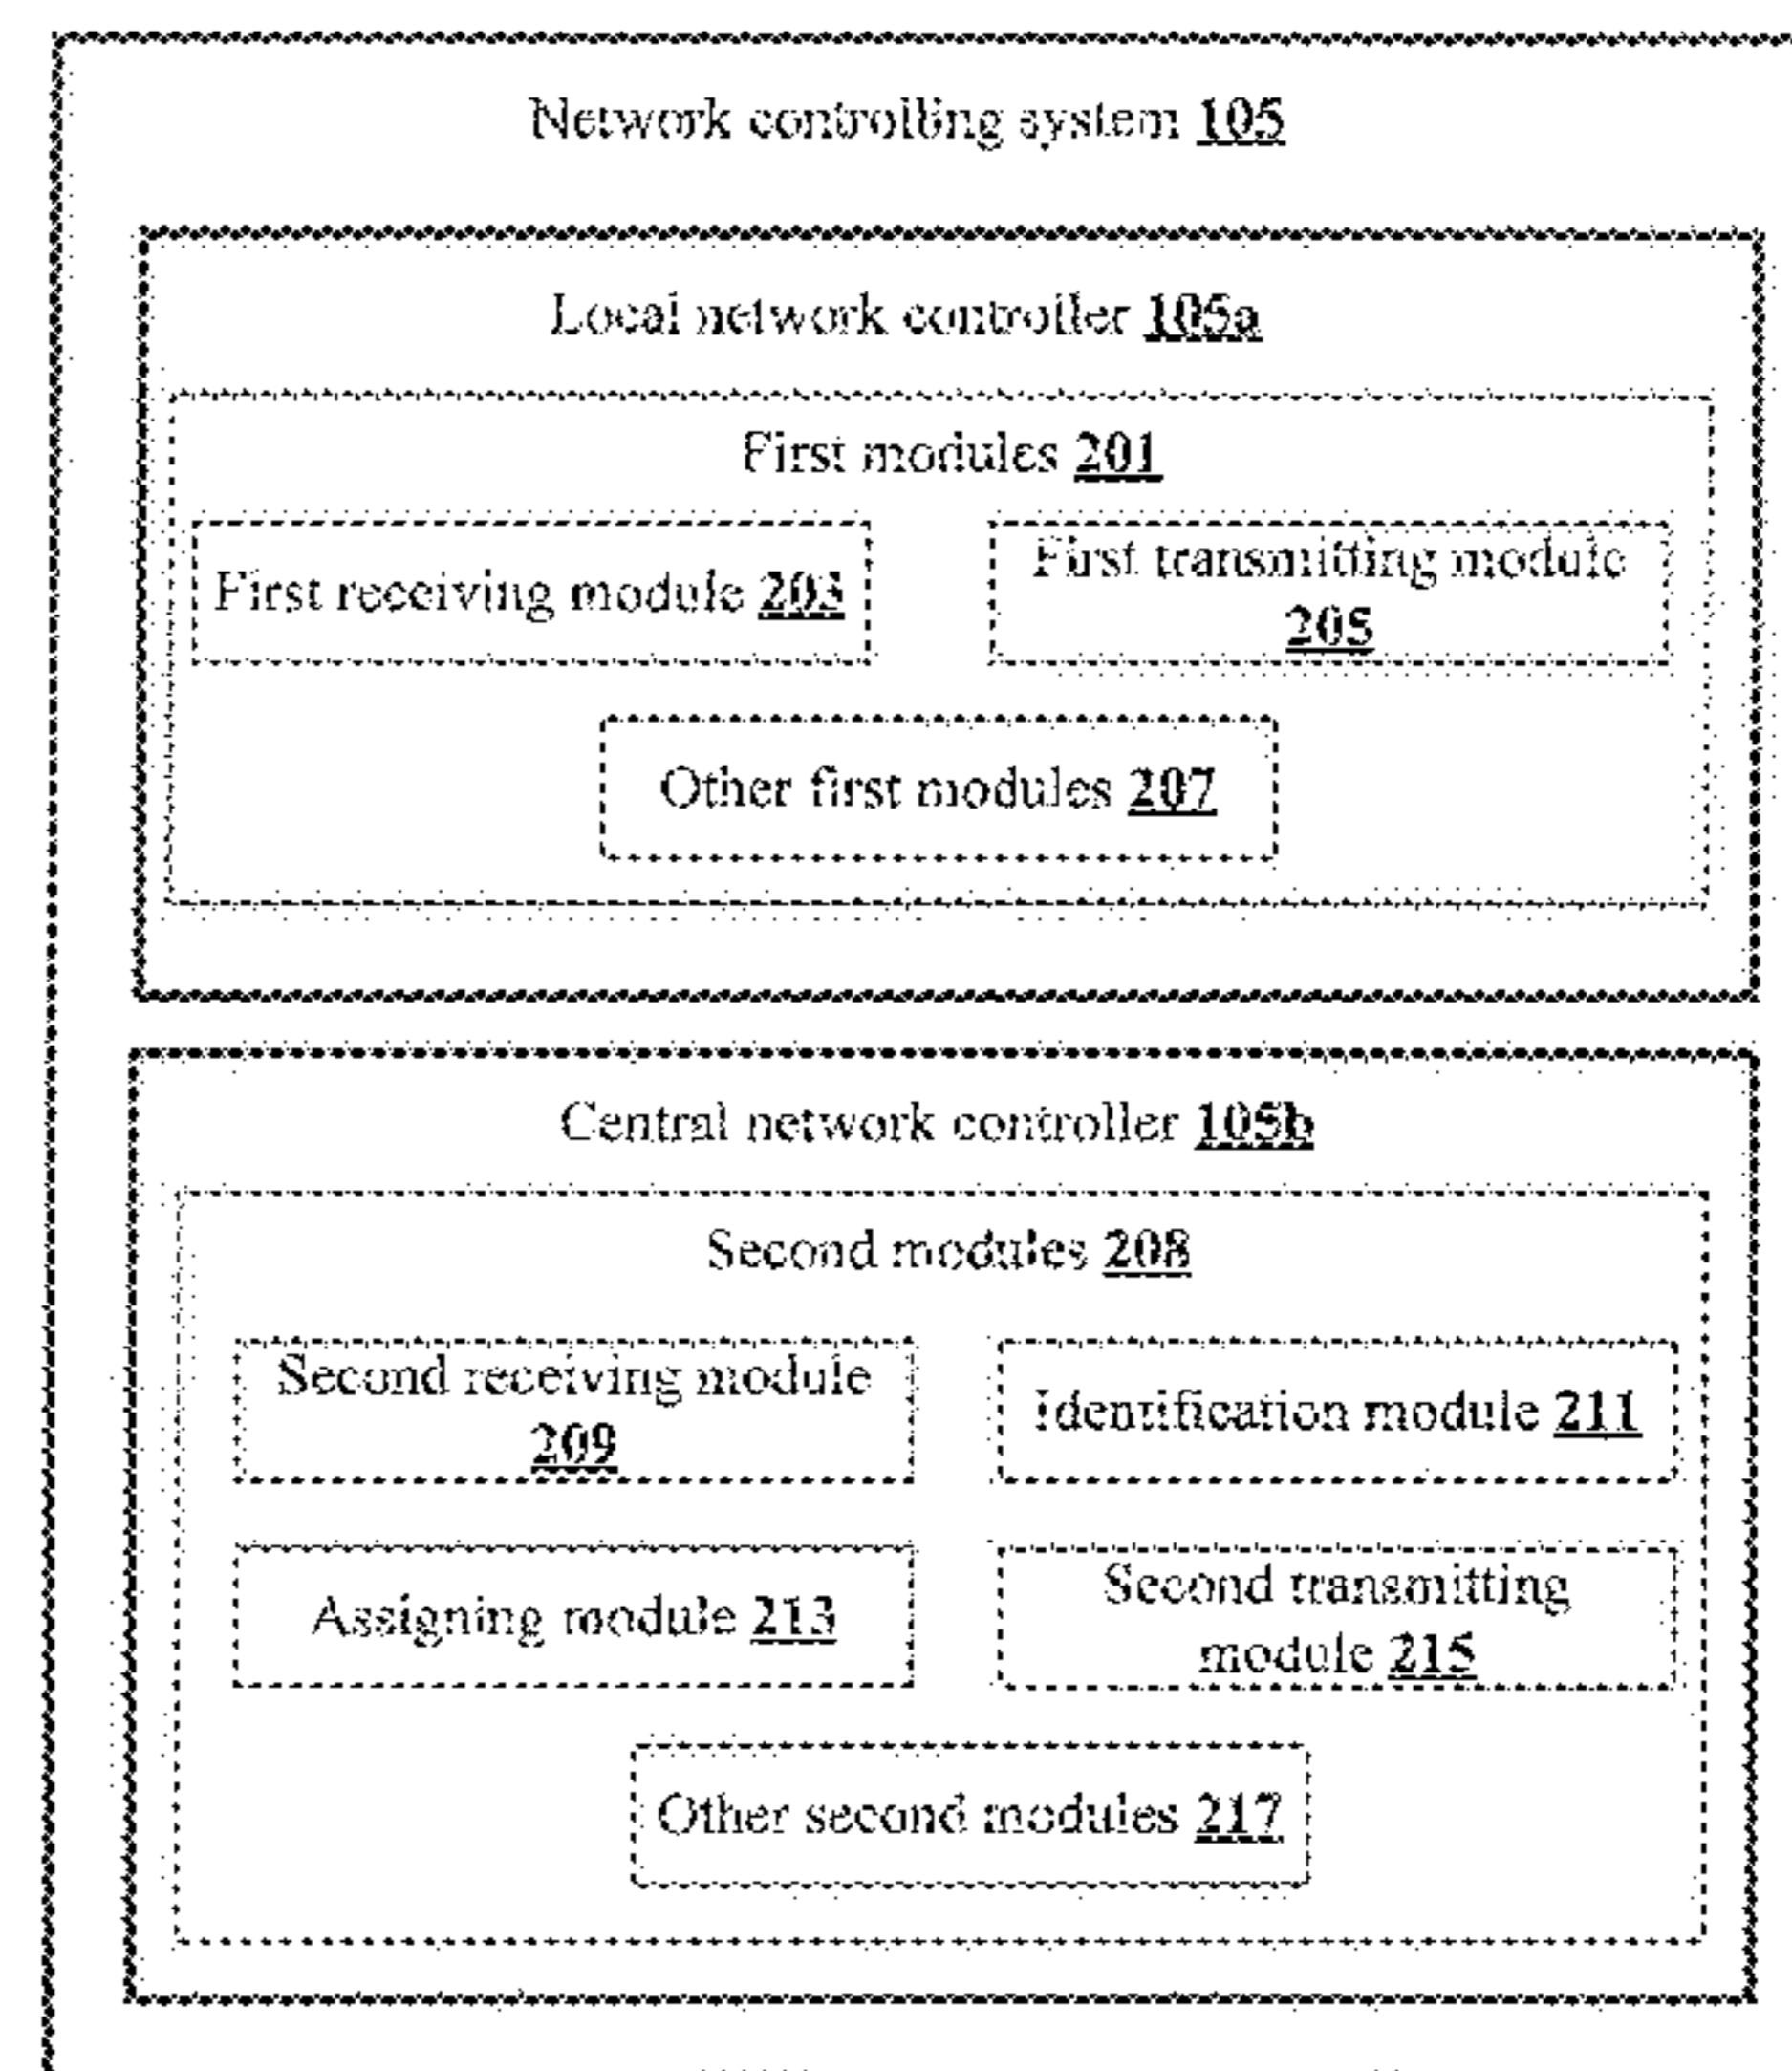 Network controlling system 105
Local network controller 105a
First modules 201
First receiving module 203
First transmitting module
205
Other first modules 207
Central network controller 105b
Second modules 208
Second receiving module
209
Identification module 211
Assigning module 213
Second transmitting
module 215
Other second modules 217